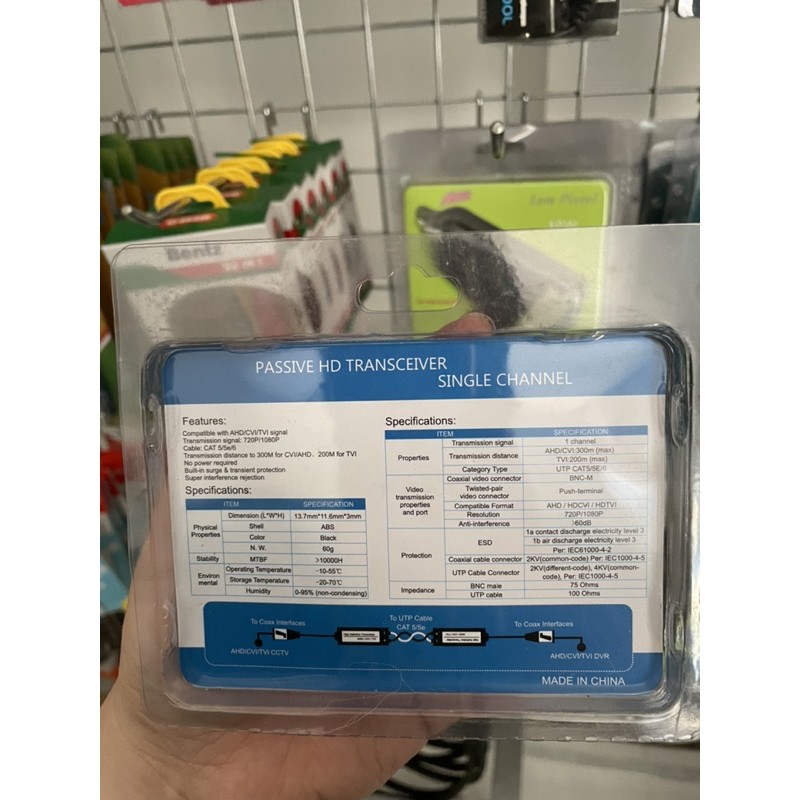 Bentz
PASSIVE HD TRANSCEIVER
SINGLE CHANNEL
Features:
Compatible with AHD/CVI/TVI signal
Transmission signal: 720P/1080P
Cable: CAT 5/5e/6
Transmission distance to 300M for CVI/AHD、200M for TVI
No power required
Built-in surge & transient protection
Super interference rejection
Specifications:
ITEM SPECIFICATION
Physical Properties
Dimension (L*W*H) 13.7mm*11.6mm*3mm
Shell ABS
Color Black
N. W. 60g
Stability MTBF >10000H
Environ mental
Operating Temperature -10-55℃
Storage Temperature -20-70℃
Humidity 0-95% (non-condensing)
Specifications:
ITEM SPECIFICATION
Properties
Transmission signal 1 channel
Transmission distance AHD/CVI:300m (max)
TVI:200m (max)
Video transmission properties and port
Category Type UTP CAT5/5E/6
Coaxial video connector BNC-M
Twisted-pair video connector Push-terminal
Compatible Format AHD / HDCVI / HDTVI
Resolution 720P/1080P
Anti-interference >60dB
Protection
ESD 1a contact discharge electricity level 3
1b air discharge electricity level 3
Per: IEC61000-4-2
Coaxial cable connector 2KV(common) Per: IEC1000-4-5
UTP Cable Connector 2KV(different-code), 4KV(common-
code), Per: IEC1000-4-5
Impedance
BNC male 75 Ohms
UTP cable 100 Ohms
To Coax Interfaces
To UTP Cable
CAT 5/5e
To Coax Interfaces
AHD/CVI/TVI CCTV
AHD/CVI/TVI DVR
MADE IN CHINA